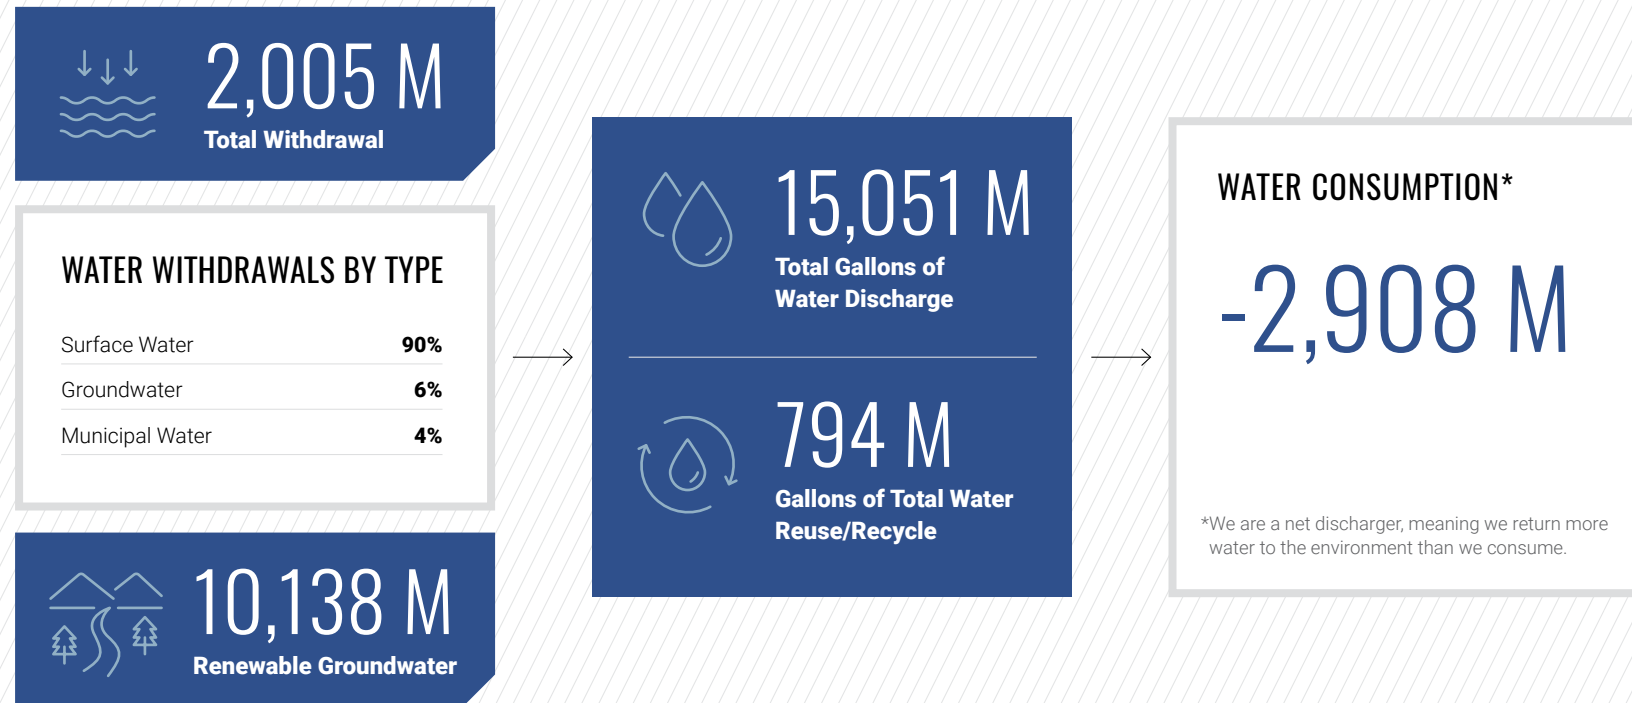 2,005 M
Total Withdrawal
WATER WITHDRAWALS BY TYPE
Surface Water 90%
Groundwater 6%
Municipal Water 4%
10,138 M
Renewable Groundwater
15,051 M
Total Gallons of
Water Discharge
794 M
Gallons of Total Water
Reuse/Recycle
WATER CONSUMPTION*
-2,908 M
*We are a net discharger, meaning we return more
water to the environment than we consume.